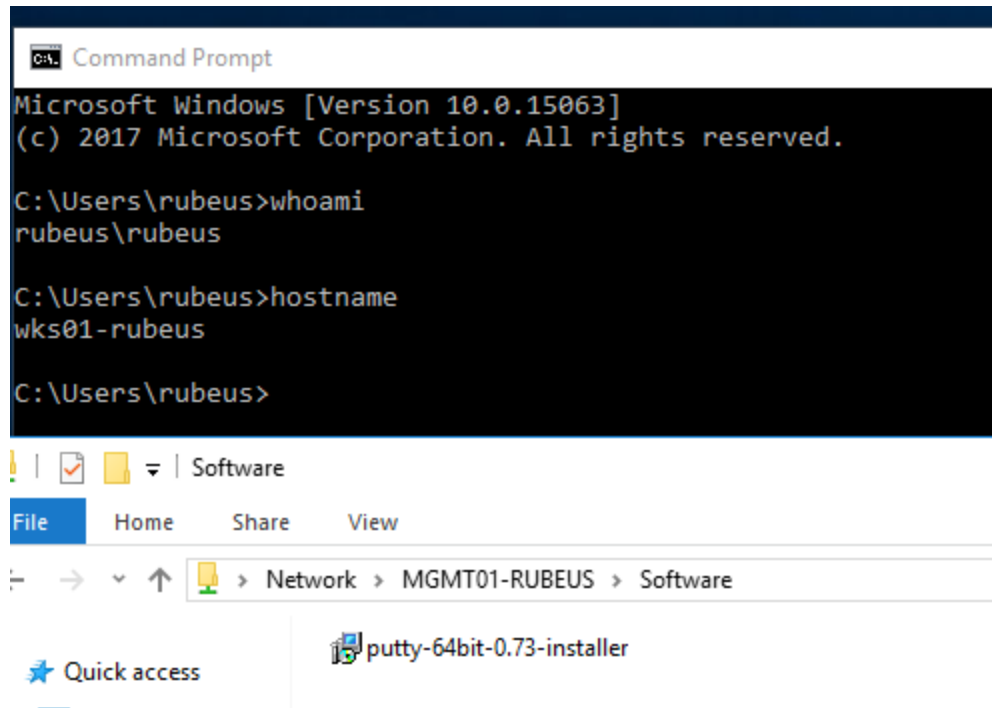 Command Prompt
Microsoft Windows [Version 10.0.15063]
(c) 2017 Microsoft Corporation. All rights reserved.
C:\Users\rubeus>whoami
rubeus\rubeus
C:\Users\rubeus>hostname
wks01-rubeus
C:\Users\rubeus>
Software
File Home Share View
Network > MGMT01-RUBEUS > Software
putty-64bit-0.73-installer
Quick access